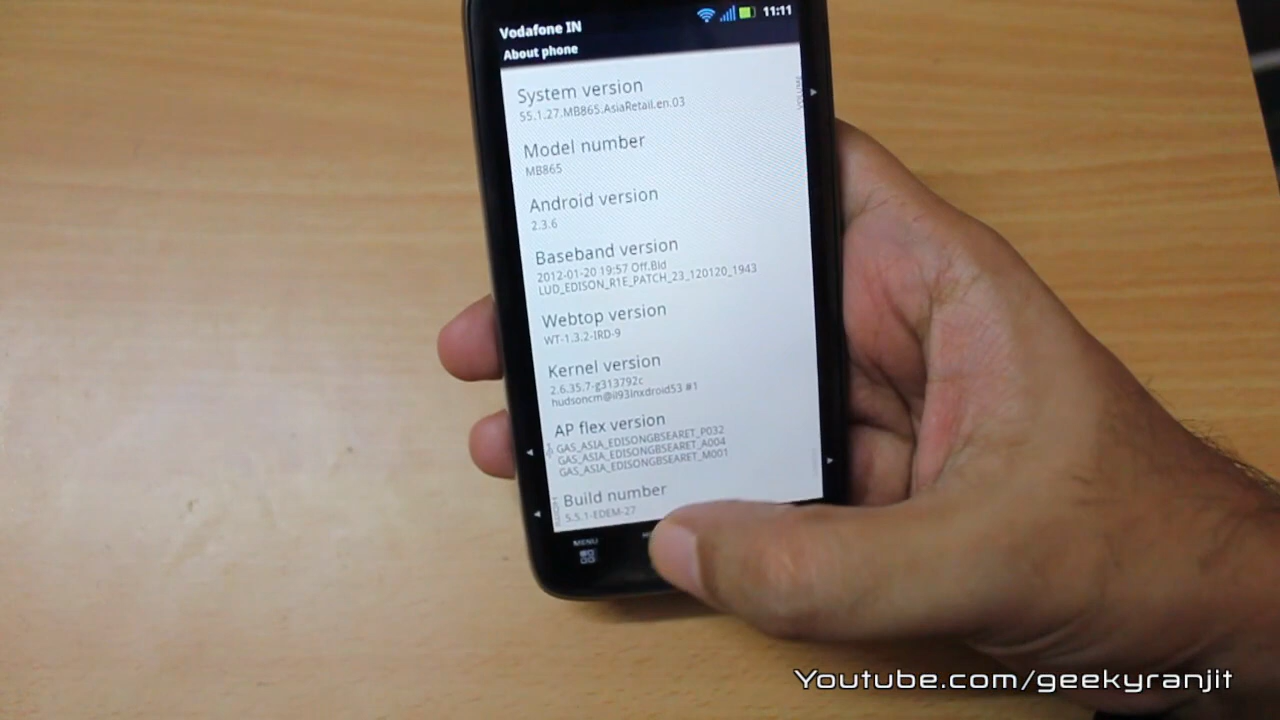 Vodafone IN
11:11
About phone
System version
55.1.27.MB865.AsiaRetail.en.03
Model number
MB865
Android version
2.3.6
Baseband version
2012-01-20 19:57 Off.Bld
LUD_EDISON_R1E_PATCH_23_120120_1943
Webtop version
WT-1.3.2-IRD-9
Kernel version
2.6.35.7-g313792c
hudsoncm@il93lnxdroid53 #1
AP flex version
GAS_ASIA_EDISONGBSEARET_P032
GAS_ASIA_EDISONGBSEARET_A004
GAS_ASIA_EDISONGBSEARET_M001
Build number
5.5.1-EDEM-27
MENU
Youtube.com/geekyranjit